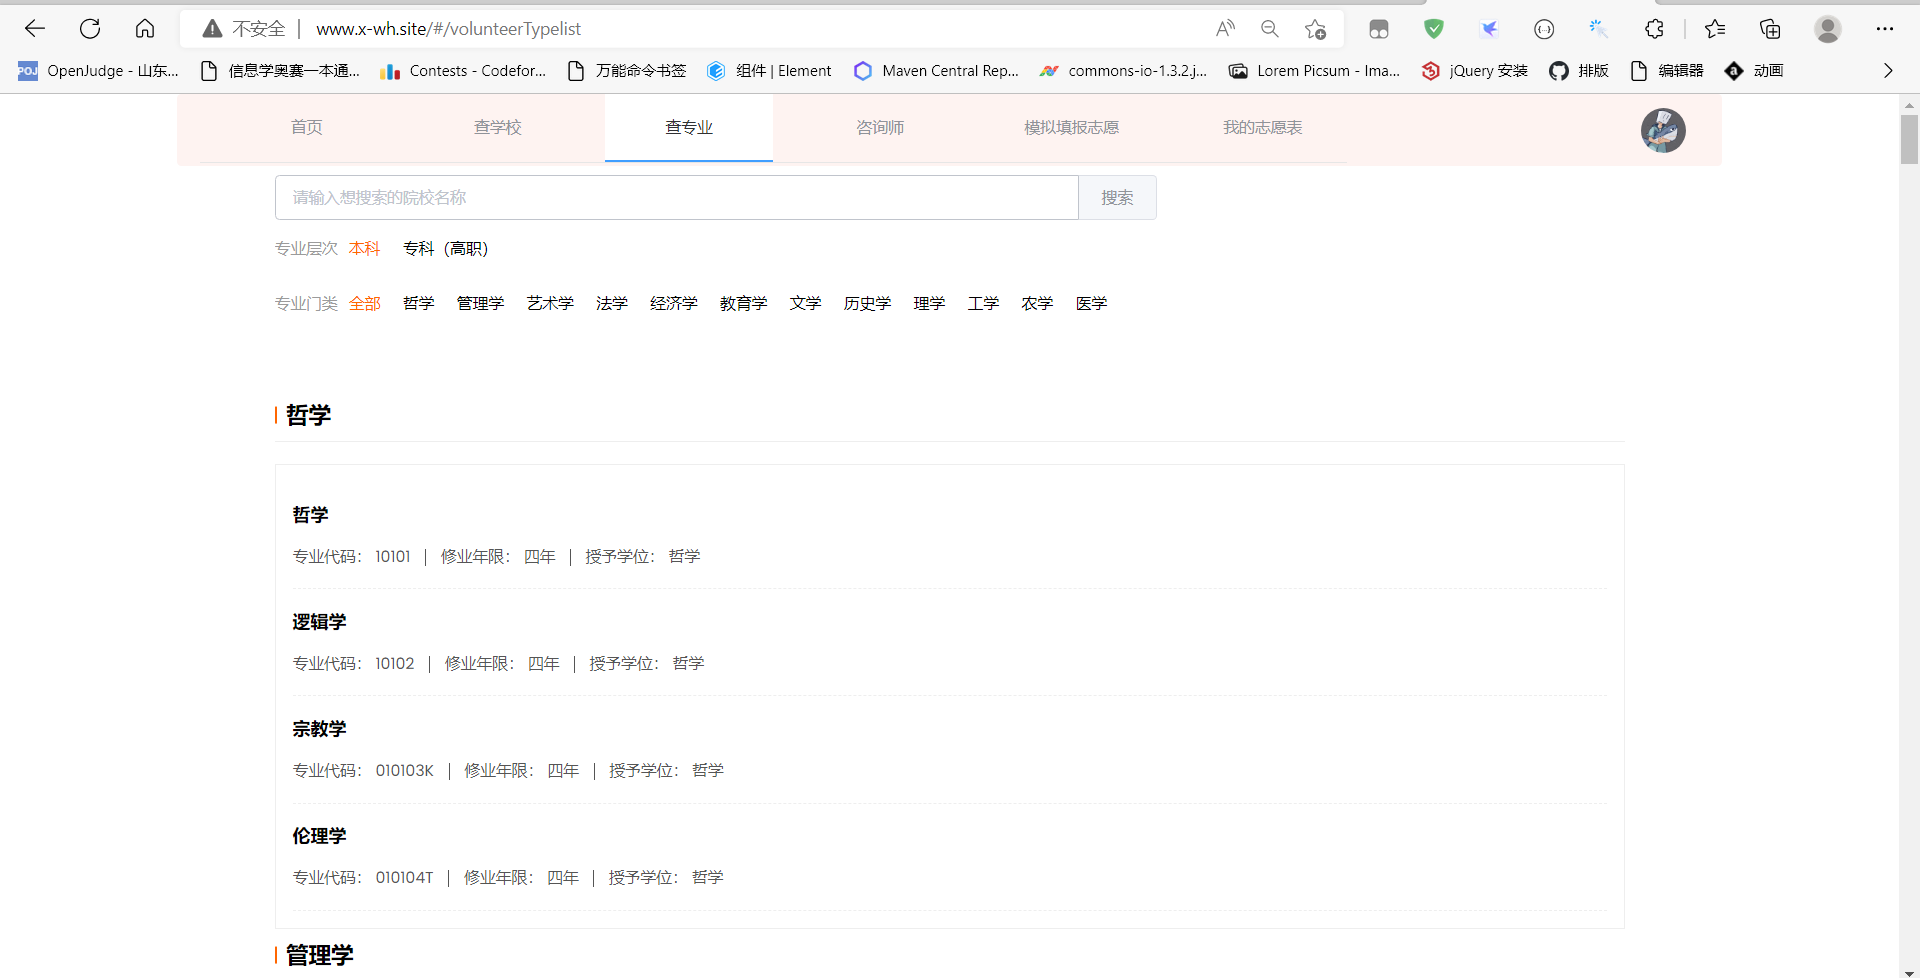 不安全 www.x-wh.site/#/volunteerTypelist
OpenJudge - 山东... 信息学奥赛一本通... Contests - Codefor... 万能命令书签 组件 | Element Maven Central Rep... commons-io-1.3.2.j... Lorem Picsum - Ima... jQuery 安装 排版 编辑器 动画
首页 查学校 查专业 咨询师 模拟填报志愿 我的志愿表
请输入想搜索的院校名称 搜索
专业层次 本科 专科（高职）
专业门类 全部 哲学 管理学 艺术学 法学 经济学 教育学 文学 历史学 理学 工学 农学 医学
哲学
哲学
专业代码： 10101 | 修业年限： 四年 | 授予学位： 哲学
逻辑学
专业代码： 10102 | 修业年限： 四年 | 授予学位： 哲学
宗教学
专业代码： 010103K | 修业年限： 四年 | 授予学位： 哲学
伦理学
专业代码： 010104T | 修业年限： 四年 | 授予学位： 哲学
管理学